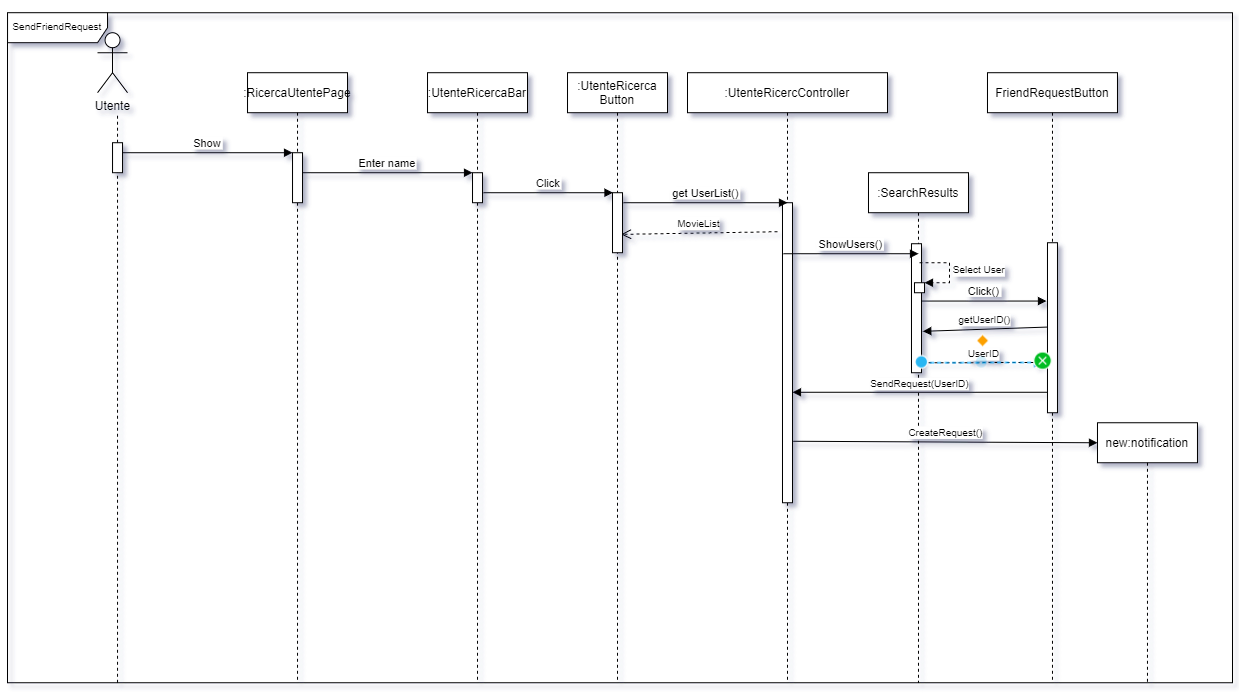 SendFriendRequest
Utente
:RicercaUtentePage
:UtenteRicercaBar
:UtenteRicerca
Button
:UtenteRicercController
FriendRequestButton
Show
Enter name
Click
get UserList()
:SearchResults
MovieList
ShowUsers()
Select User
Click()
getUserID()
UserID
SendRequest(UserID)
CreateRequest()
new:notification